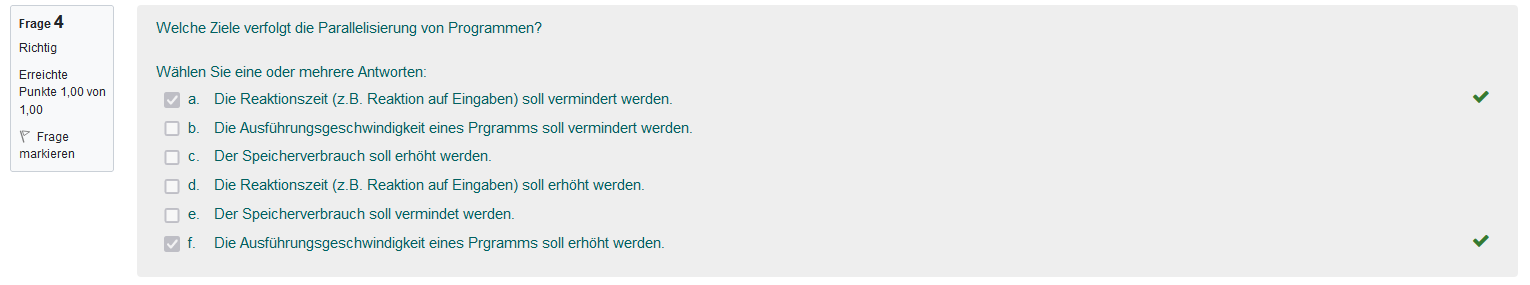 Frage 4
Richtig
Erreichte
Punkte 1,00 von
1,00
Frage
markieren
Welche Ziele verfolgt die Parallelisierung von Programmen?
Wählen Sie eine oder mehrere Antworten:
a. Die Reaktionszeit (z.B. Reaktion auf Eingaben) soll vermindert werden.
b. Die Ausführungsgeschwindigkeit eines Prgramms soll vermindert werden.
c. Der Speicherverbrauch soll erhöht werden.
d. Die Reaktionszeit (z.B. Reaktion auf Eingaben) soll erhöht werden.
e. Der Speicherverbrauch soll vermindet werden.
f. Die Ausführungsgeschwindigkeit eines Prgramms soll erhöht werden.